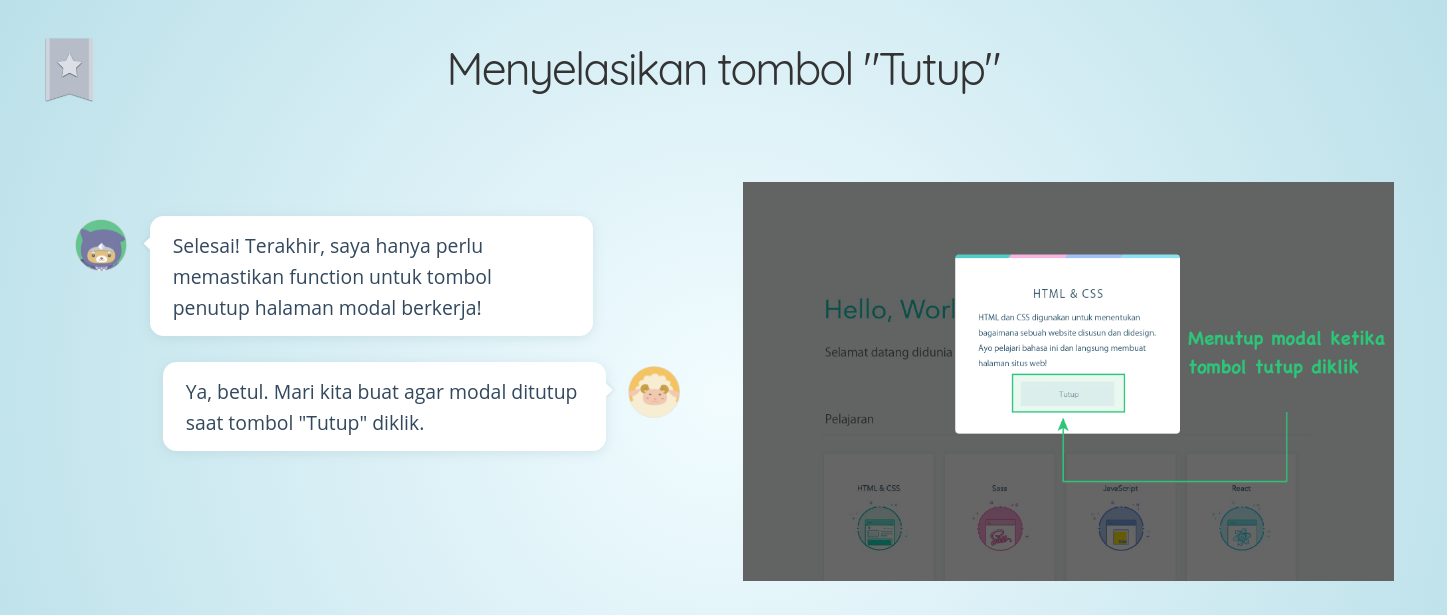 Menyelasikan tombol "Tutup"
Selesai! Terakhir, saya hanya perlu
memastikan function untuk tombol
penutup halaman modal berkerja!
Ya, betul. Mari kita buat agar modal ditutup
saat tombol "Tutup" diklik.
Hello, Worl
Selamat datang didunia
HTML & CSS
HTML dan CSS digunakan untuk menentukan
bagaimana sebuah website disusun dan didesign.
Ayo pelajari bahasa ini dan langsung membuat
halaman situs web!
Tutup
Menutup modal ketika
tombol tutup diklik
Pelajaran
HTML & CSS
Sass
JavaScript
React